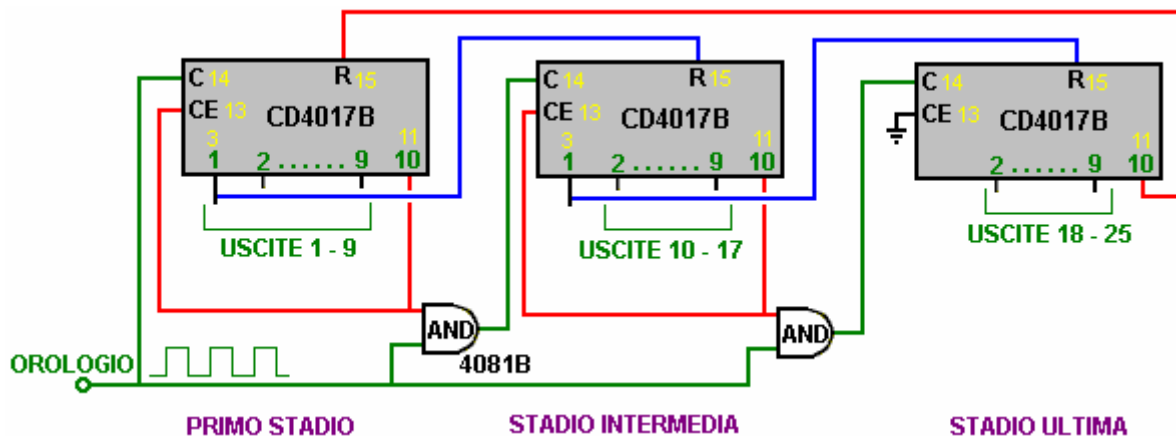 C 14 R 15
CE 13 CD4017B
3 11
1 2 ...... 9 10
USCITE 1 - 9
C 14 R 15
CE 13 CD4017B
3 11
1 2 ...... 9 10
USCITE 10 - 17
C 14 R 15
CE 13 CD4017B
2 ...... 9 10
USCITE 18 - 25
AND
4081B
AND
OROLOGIO
PRIMO STADIO
STADIO INTERMEDIA
STADIO ULTIMA